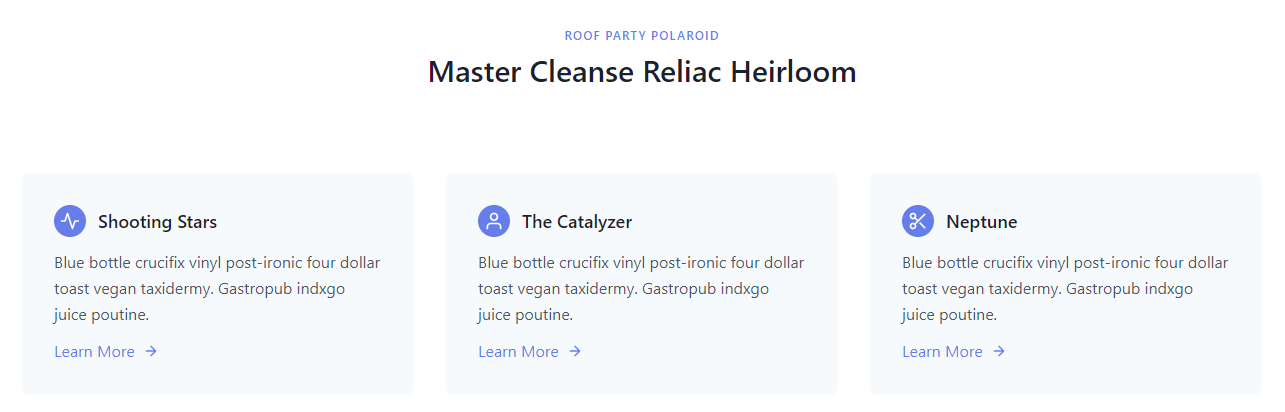 ROOF PARTY POLAROID
Master Cleanse Reliac Heirloom
Shooting Stars
Blue bottle crucifix vinyl post-ironic four dollar
toast vegan taxidermy. Gastropub indxgo
juice poutine.
Learn More →
The Catalyzer
Blue bottle crucifix vinyl post-ironic four dollar
toast vegan taxidermy. Gastropub indxgo
juice poutine.
Learn More →
Neptune
Blue bottle crucifix vinyl post-ironic four dollar
toast vegan taxidermy. Gastropub indxgo
juice poutine.
Learn More →